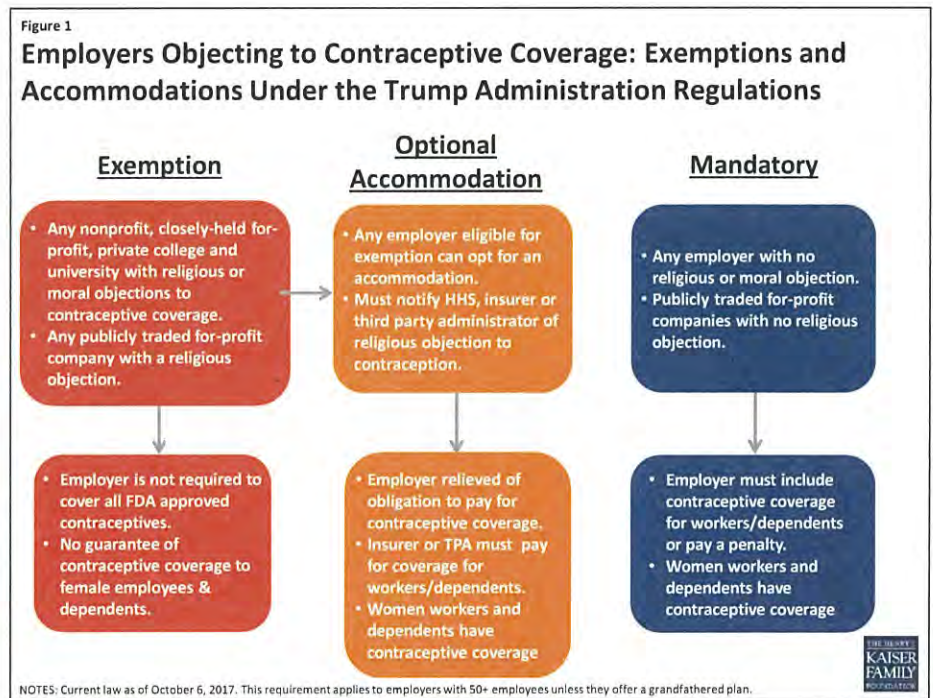 Figure 1
Employers Objecting to Contraceptive Coverage: Exemptions and
Accommodations Under the Trump Administration Regulations
Exemption
• Any nonprofit, closely-held for-
profit, private college and
university with religious or
moral objections to
contraceptive coverage.
• Any publicly traded for-profit
company with a religious
objection.
Optional
Accommodation
• Any employer eligible for
exemption can opt for an
accommodation.
• Must notify HHS, insurer or
third party administrator of
religious objection to
contraception.
Mandatory
• Any employer with no
religious or moral objection.
• Publicly traded for-profit
companies with no religious
objection.
• Employer is not required to
cover all FDA approved
contraceptives.
• No guarantee of
contraceptive coverage to
female employees &
dependents.
• Employer relieved of
obligation to pay for
contraceptive coverage.
• Insurer or TPA must pay
for coverage for
workers/dependents.
• Women workers and
dependents have
contraceptive coverage
• Employer must include
contraceptive coverage
for workers/dependents
or pay a penalty.
• Women workers and
dependents have
contraceptive coverage
NOTES: Current law as of October 6, 2017. This requirement applies to employers with 50+ employees unless they offer a grandfathered plan.
THE HENRY J.
KAISER
FAMILY
FOUNDATION